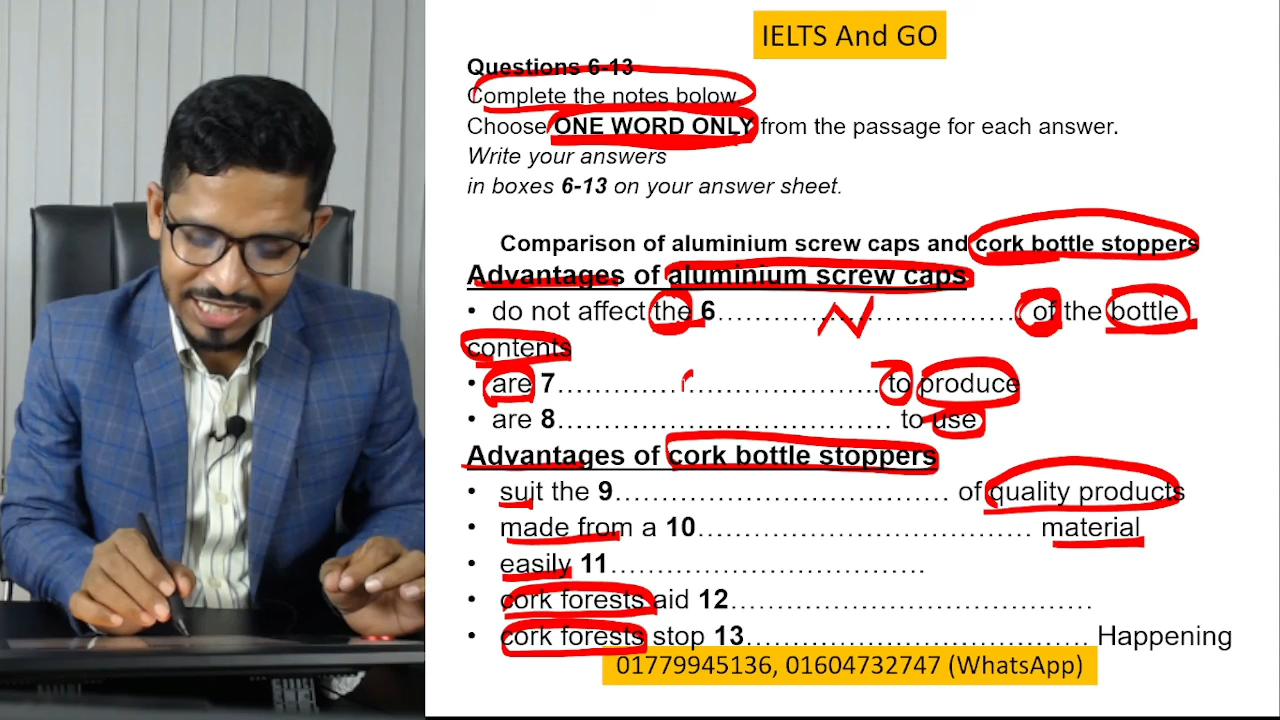 IELTS And GO
Questions 6-13
Complete the notes bolow.
Choose ONE WORD ONLY from the passage for each answer.
Write your answers
in boxes 6-13 on your answer sheet.
Comparison of aluminium screw caps and cork bottle stoppers
Advantages of aluminium screw caps
• do not affect the 6………………………………. of the bottle
contents
• are 7………………………………. to produce
• are 8………………………………. to use
Advantages of cork bottle stoppers
• suit the 9………………………………. of quality products
• made from a 10………………………………. material
• easily 11……………………………….
• cork forests aid 12……………………………….
• cork forests stop 13………………………………. Happening
01779945136, 01604732747 (WhatsApp)